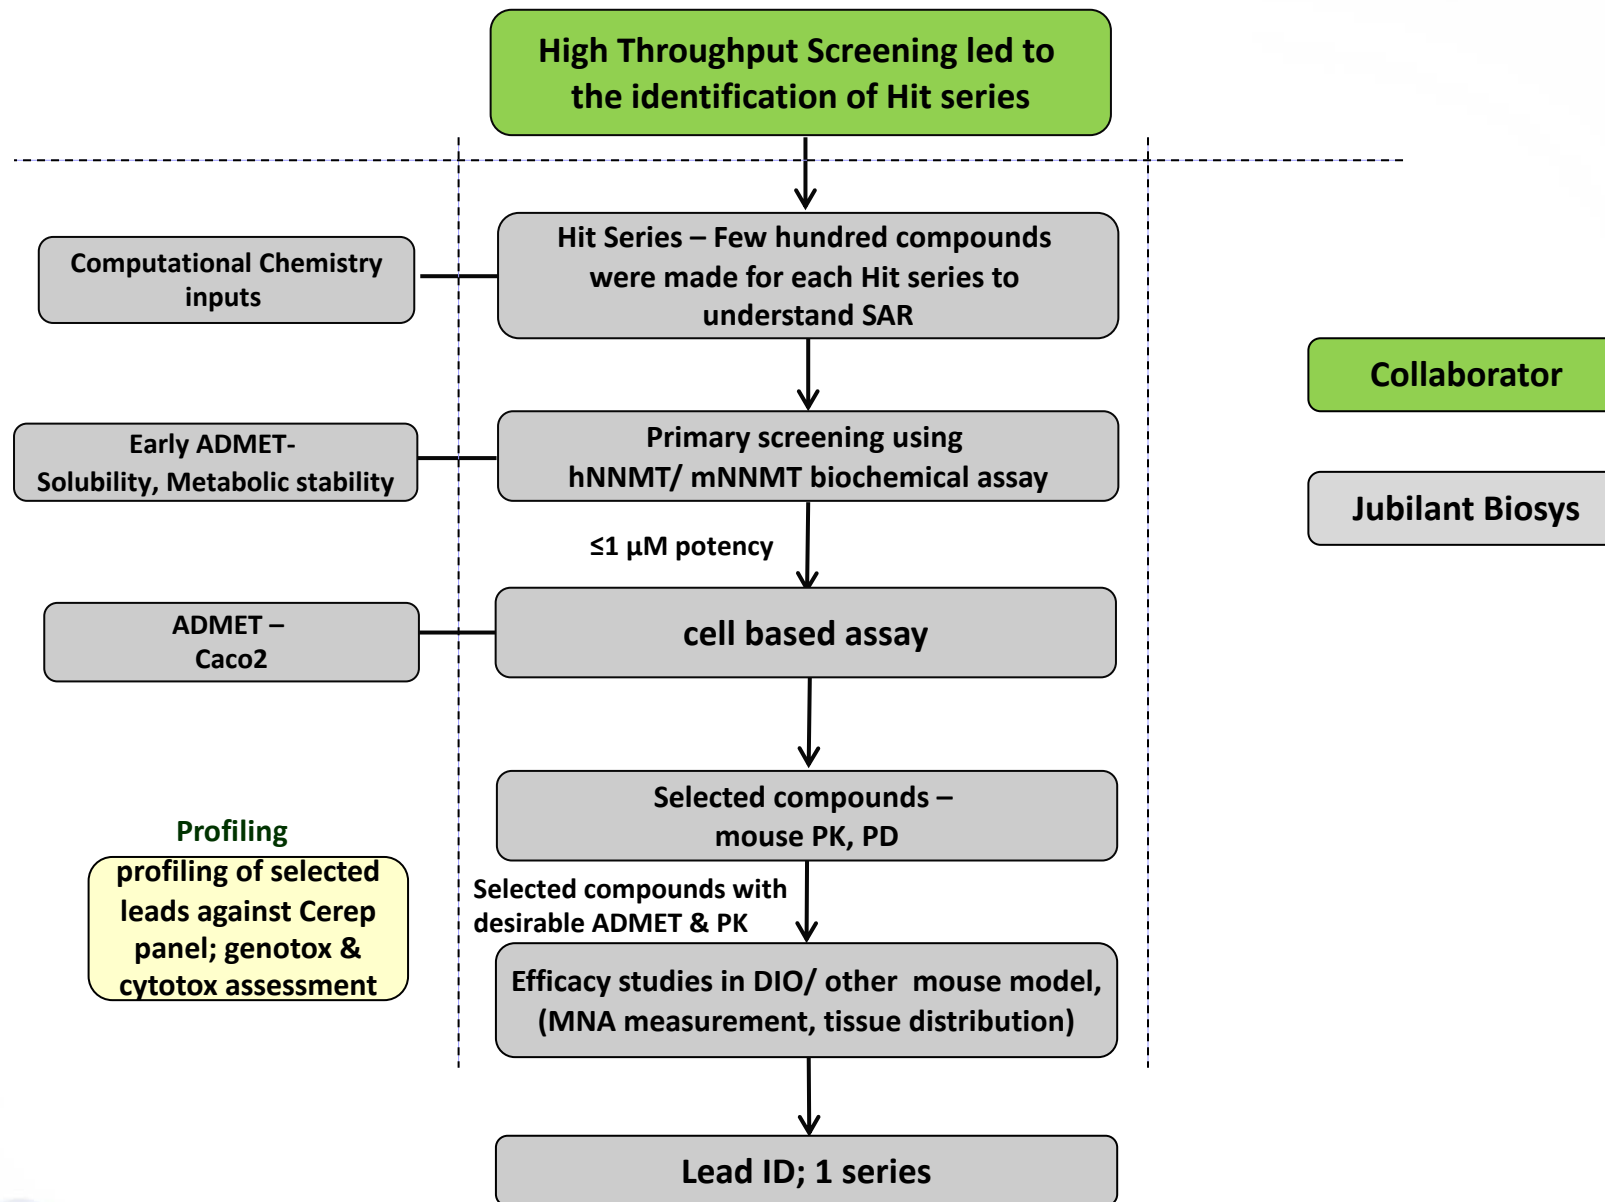 High Throughput Screening led to
the identification of Hit series
Computational Chemistry
inputs
Hit Series – Few hundred compounds
were made for each Hit series to
understand SAR
Collaborator
Early ADMET-
Solubility, Metabolic stability
Primary screening using
hNNMT/ mNNMT biochemical assay
Jubilant Biosys
≤1 µM potency
ADMET –
Caco2
cell based assay
Selected compounds –
mouse PK, PD
Profiling
profiling of selected
leads against Cerep
panel; genotox &
cytotox assessment
Selected compounds with
desirable ADMET & PK
Efficacy studies in DIO/ other mouse model,
(MNA measurement, tissue distribution)
Lead ID; 1 series